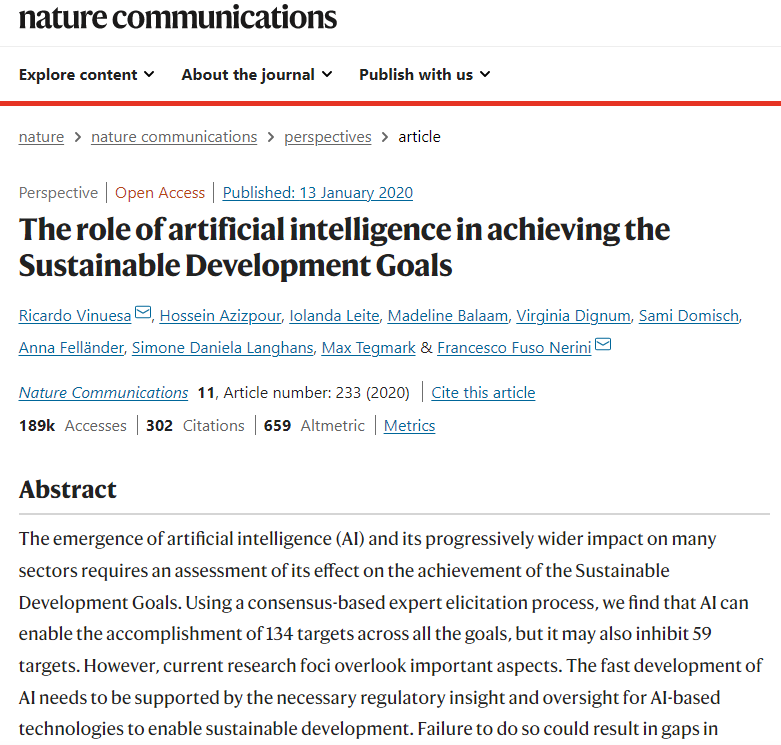 nature communications
Explore content About the journal Publish with us
nature > nature communications > perspectives > article
Perspective | Open Access | Published: 13 January 2020
The role of artificial intelligence in achieving the
Sustainable Development Goals
Ricardo Vinuesa, Hossein Azizpour, Iolanda Leite, Madeline Balaam, Virginia Dignum, Sami Domisch,
Anna Felländer, Simone Daniela Langhans, Max Tegmark & Francesco Fuso Nerini
Nature Communications 11, Article number: 233 (2020) | Cite this article
189k Accesses | 302 Citations | 659 Altmetric | Metrics
Abstract
The emergence of artificial intelligence (AI) and its progressively wider impact on many
sectors requires an assessment of its effect on the achievement of the Sustainable
Development Goals. Using a consensus-based expert elicitation process, we find that AI can
enable the accomplishment of 134 targets across all the goals, but it may also inhibit 59
targets. However, current research foci overlook important aspects. The fast development of
AI needs to be supported by the necessary regulatory insight and oversight for AI-based
technologies to enable sustainable development. Failure to do so could result in gaps in